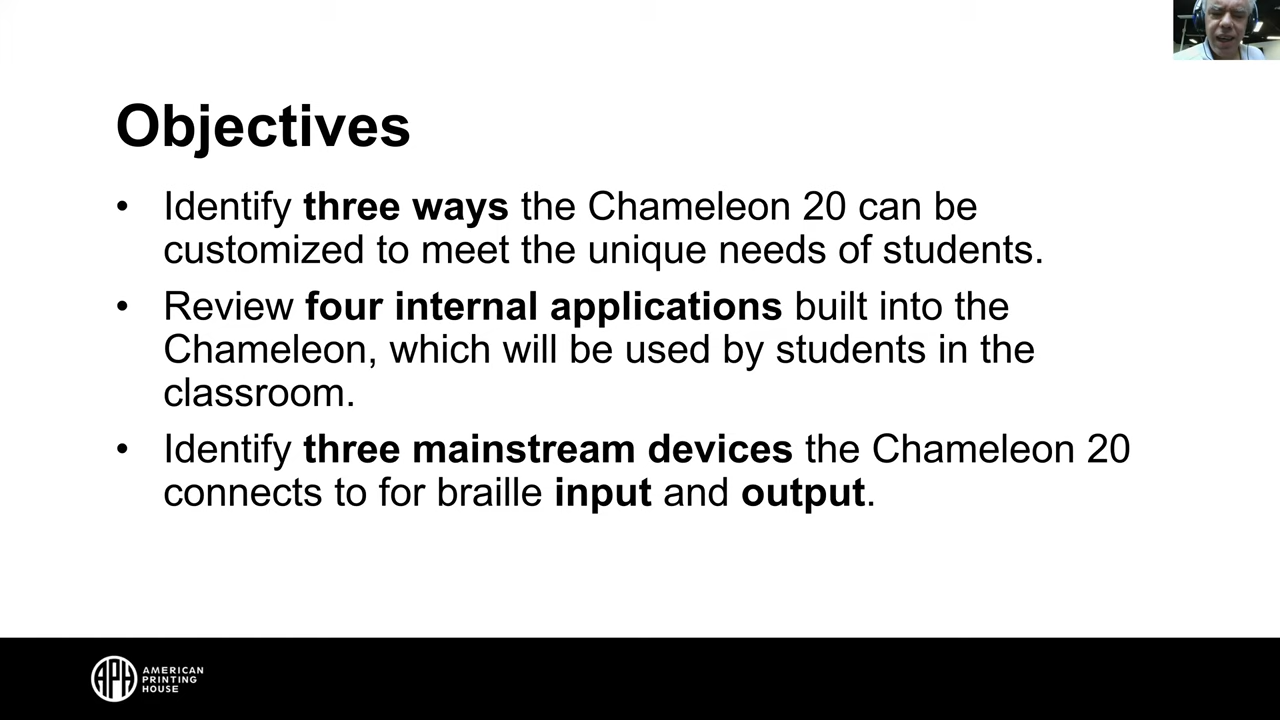 Objectives
• Identify three ways the Chameleon 20 can be
customized to meet the unique needs of students.
• Review four internal applications built into the
Chameleon, which will be used by students in the
classroom.
• Identify three mainstream devices the Chameleon 20
connects to for braille input and output.
APH
AMERICAN
PRINTING
HOUSE